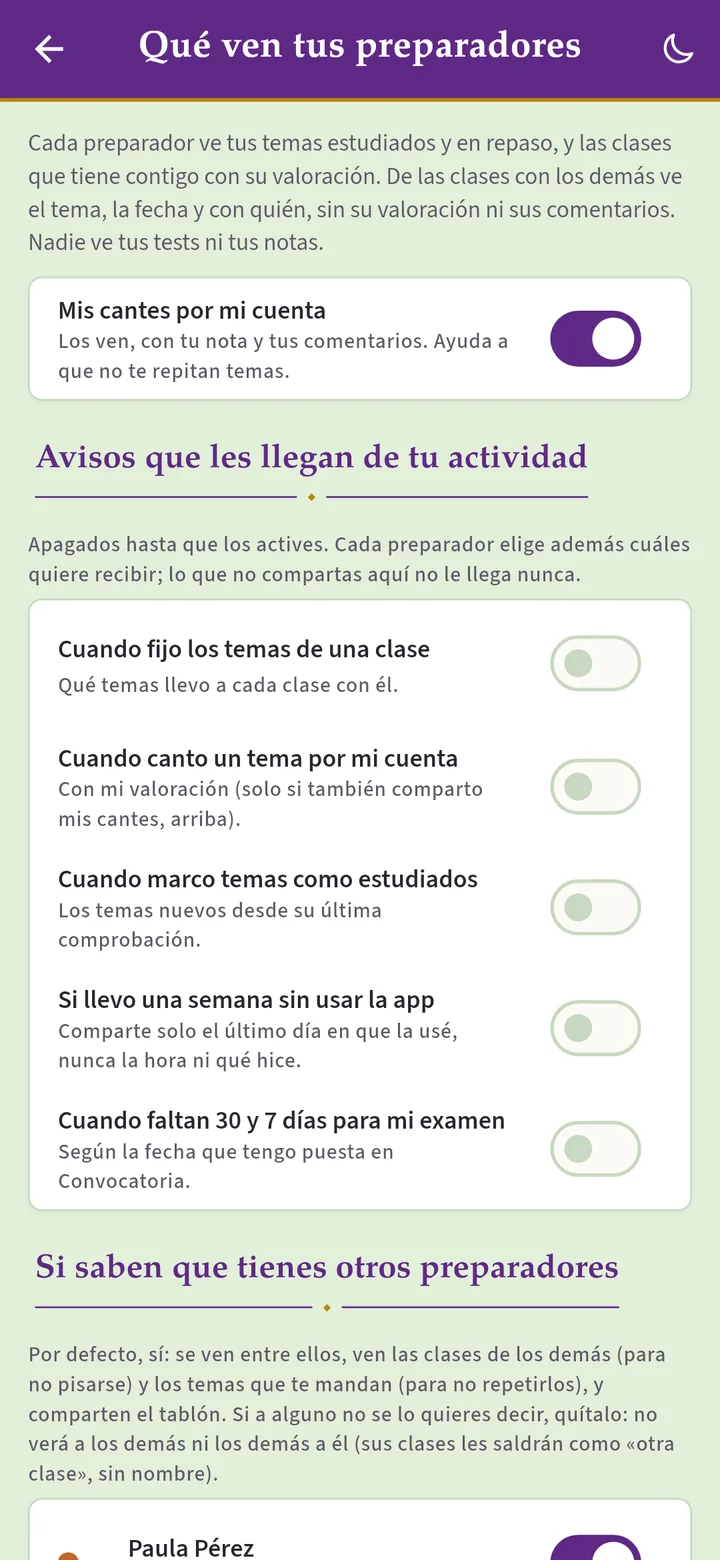 Qué ven tus preparadores
Cada preparador ve tus temas estudiados y en repaso, y las clases
que tiene contigo con su valoración. De las clases con los demás ve
el tema, la fecha y con quién, sin su valoración ni sus comentarios.
Nadie ve tus tests ni tus notas.
Mis cantes por mi cuenta
Los ven, con tu nota y tus comentarios. Ayuda a
que no te repitan temas.
Avisos que les llegan de tu actividad
Apagados hasta que los actives. Cada preparador elige además cuáles
quiere recibir; lo que no compartas aquí no le llega nunca.
Cuando fijo los temas de una clase
Qué temas llevo a cada clase con él.
Cuando canto un tema por mi cuenta
Con mi valoración (solo si también comparto
mis cantes, arriba).
Cuando marco temas como estudiados
Los temas nuevos desde su última
comprobación.
Si llevo una semana sin usar la app
Comparte solo el último día en que la usé,
nunca la hora ni qué hice.
Cuando faltan 30 y 7 días para mi examen
Según la fecha que tengo puesta en
Convocatoria.
Si saben que tienes otros preparadores
Por defecto, sí: se ven entre ellos, ven las clases de los demás (para
no pisarse) y los temas que te mandan (para no repetirlos), y
comparten el tablón. Si a alguno no se lo quieres decir, quítalo: no
verá a los demás ni los demás a él (sus clases les saldrán como «otra
clase», sin nombre).
Paula Pérez